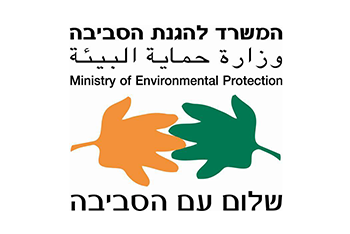 המשרד להגנת הסביבה
وزارة حماية البيئة
Ministry of Environmental Protection
שלום עם הסביבה